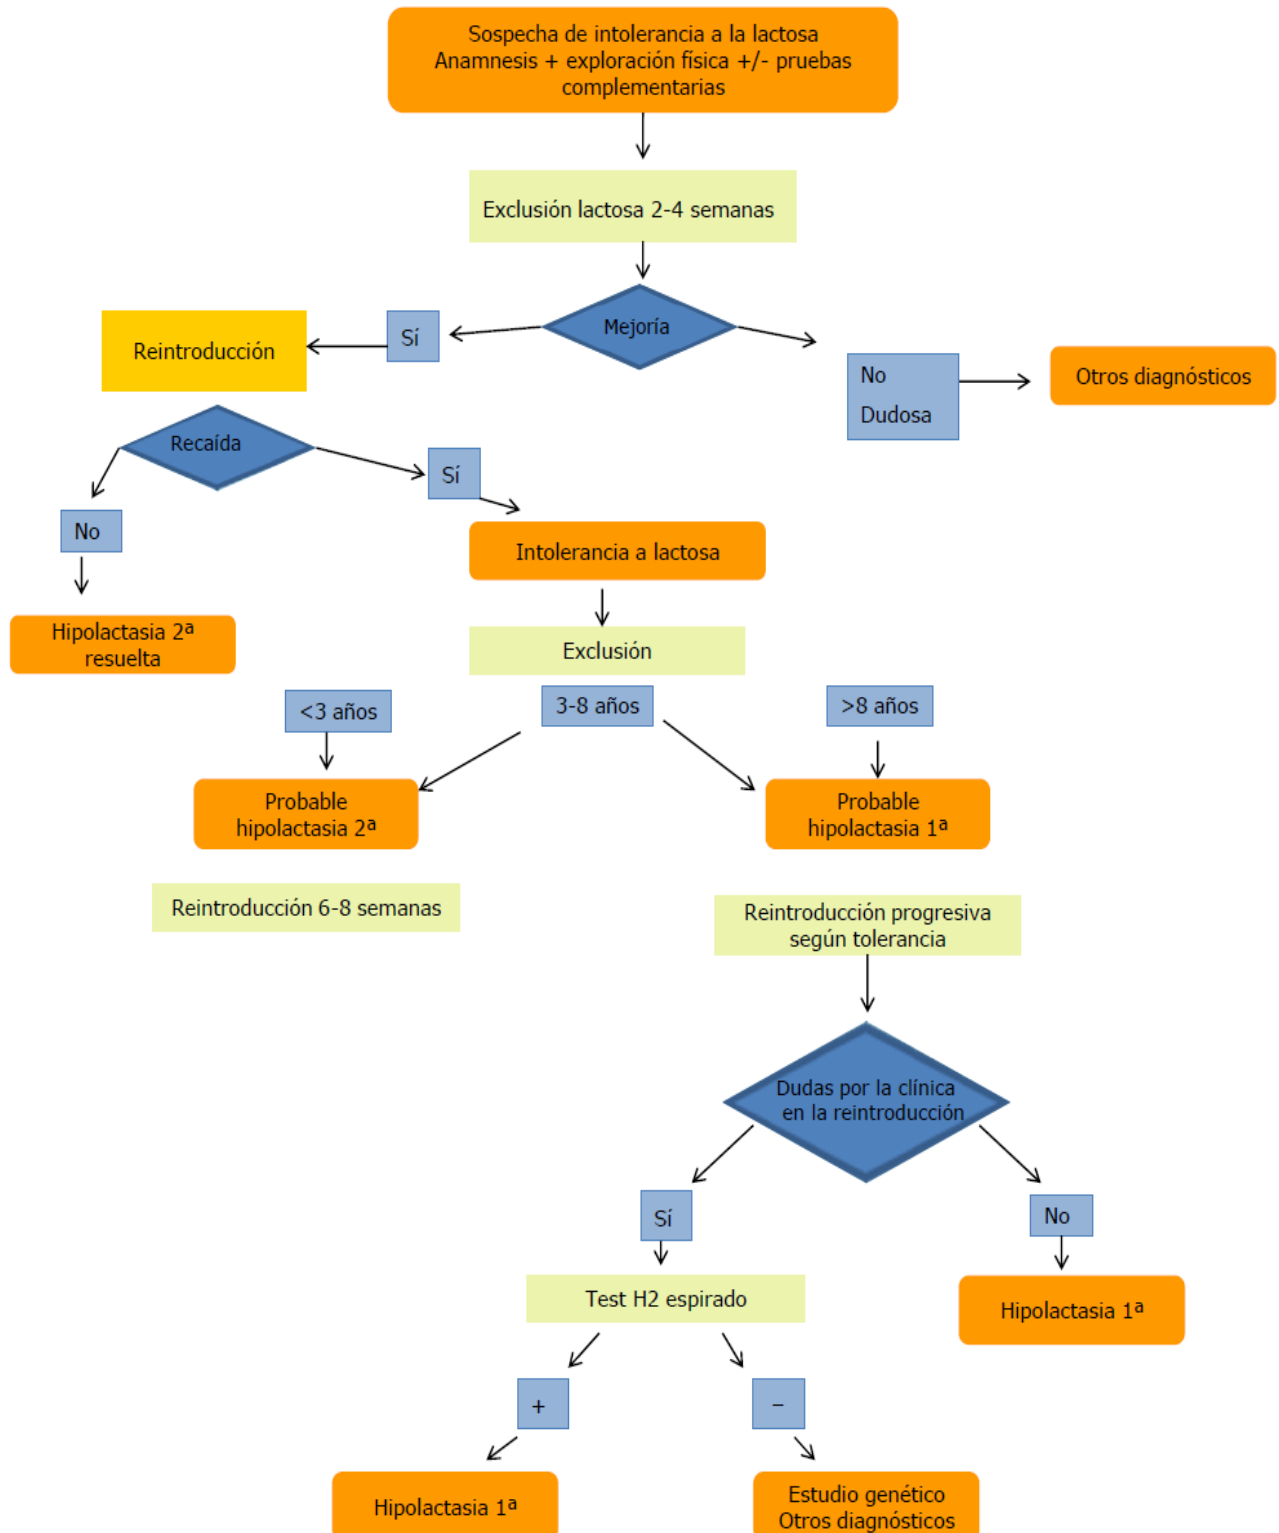 Sospecha de intolerancia a la lactosa
Anamnesis + exploración física +/- pruebas
complementarias
Exclusión lactosa 2-4 semanas
Mejoría
Sí
Reintroducción
No
Dudosa
Otros diagnósticos
Recaída
Sí
No
Intolerancia a lactosa
Hipolactasia 2ª
resuelta
Exclusión
<3 años
3-8 años
>8 años
Probable
hipolactasia 2ª
Probable
hipolactasia 1ª
Reintroducción 6-8 semanas
Reintroducción progresiva
según tolerancia
Dudas por la clínica
en la reintroducción
Sí
No
Test H2 espirado
Hipolactasia 1ª
+
−
Hipolactasia 1ª
Estudio genético
Otros diagnósticos